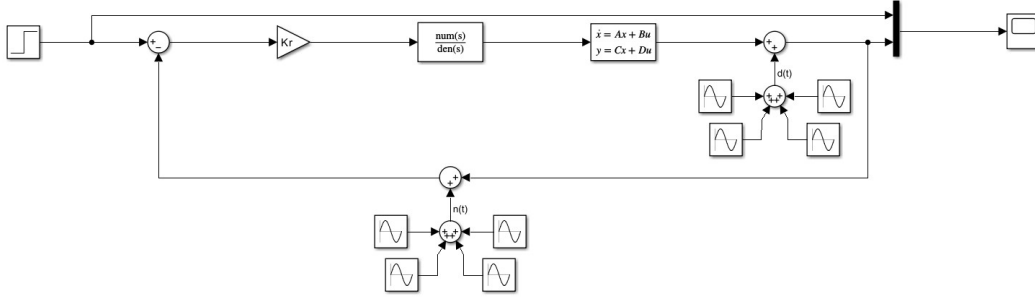 Kr
num(s)
den(s)
ẋ = Ax + Bu
y = Cx + Du
d(t)
n(t)